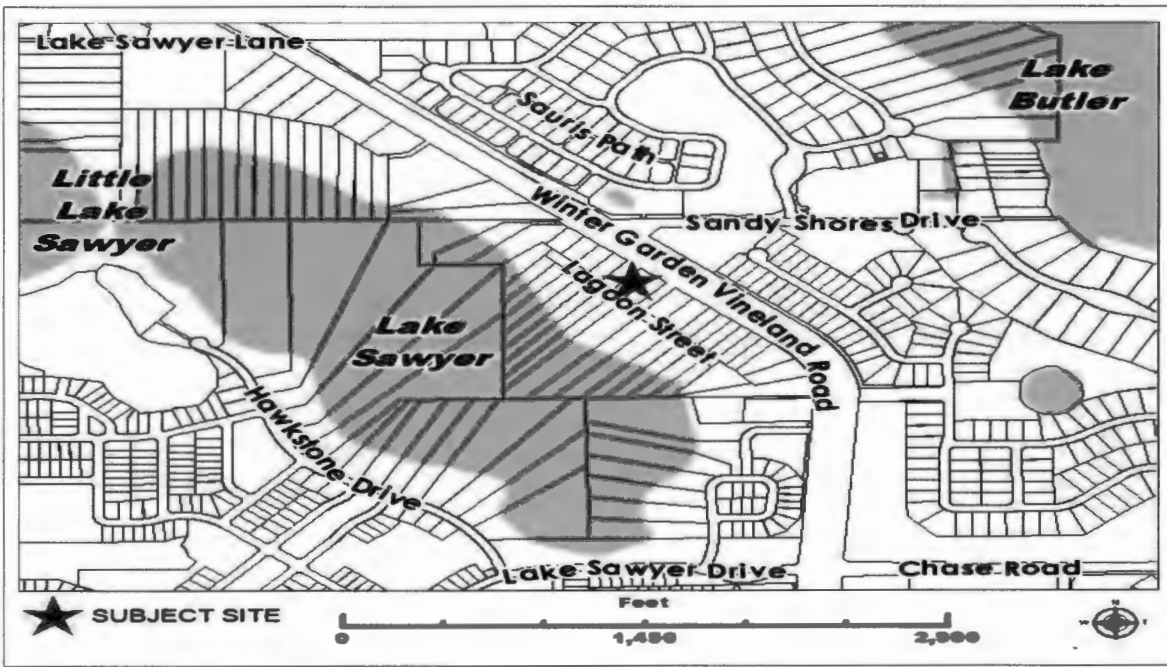 Lake Sawyer Lane
Lake
Butler
Sauris Path
Little
Lake
Sawyer
Winter Garden Vineland Road
Sandy Shores Drive
Lagoon Street
Lake
Sawyer
Hawkstone Drive
Lake Sawyer Drive
Chase Road
SUBJECT SITE
Feet
0
1,450
2,900
N
W